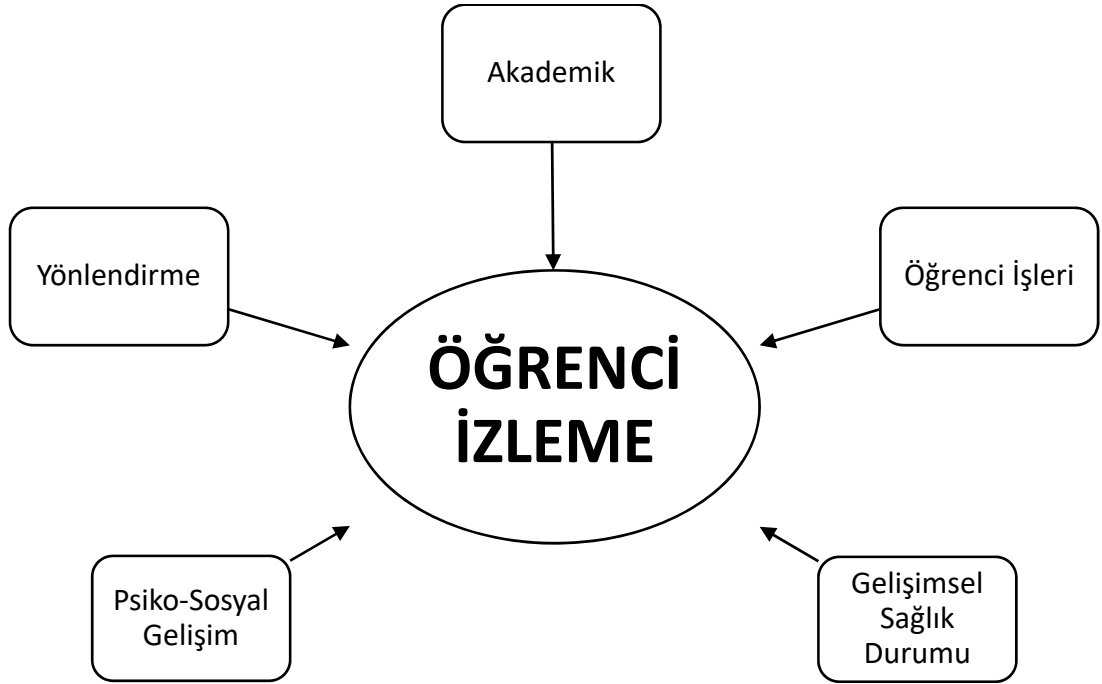 Akademik
Yönlendirme
Öğrenci İşleri
ÖĞRENCİ
İZLEME
Psiko-Sosyal
Gelişim
Gelişimsel
Sağlık
Durumu